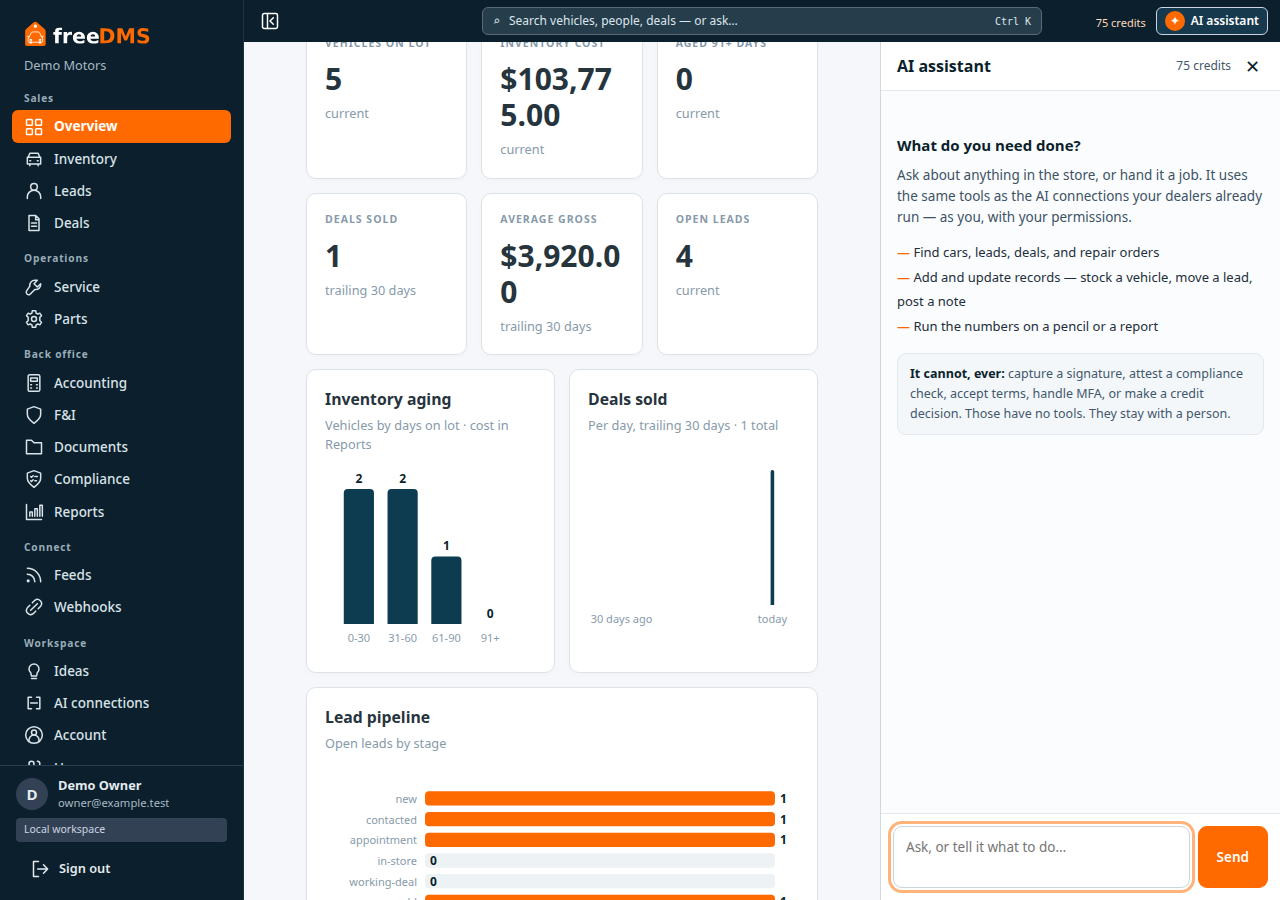 freeDMS
Demo Motors
Sales
Overview
Inventory
Leads
Deals
Operations
Service
Parts
Back office
Accounting
F&I
Documents
Compliance
Reports
Connect
Feeds
Webhooks
Workspace
Ideas
AI connections
Account
D
Demo Owner
owner@example.test
Local workspace
Sign out
Search vehicles, people, deals — or ask...
Ctrl K
75 credits
AI assistant
VEHICLES ON LOT
5
current
INVENTORY COST
$103,77
5.00
current
AGED 91+ DAYS
0
current
DEALS SOLD
1
trailing 30 days
AVERAGE GROSS
$3,920.0
0
trailing 30 days
OPEN LEADS
4
current
Inventory aging
Vehicles by days on lot · cost in
Reports
2
2
1
0
0-30
31-60
61-90
91+
Deals sold
Per day, trailing 30 days · 1 total
30 days ago
today
Lead pipeline
Open leads by stage
new 1
contacted 1
appointment 1
in-store 0
working-deal 0
AI assistant
75 credits
What do you need done?
Ask about anything in the store, or hand it a job. It uses
the same tools as the AI connections your dealers already
run — as you, with your permissions.
— Find cars, leads, deals, and repair orders
— Add and update records — stock a vehicle, move a lead,
post a note
— Run the numbers on a pencil or a report
It cannot, ever: capture a signature, attest a compliance
check, accept terms, handle MFA, or make a credit
decision. Those have no tools. They stay with a person.
Ask, or tell it what to do...
Send